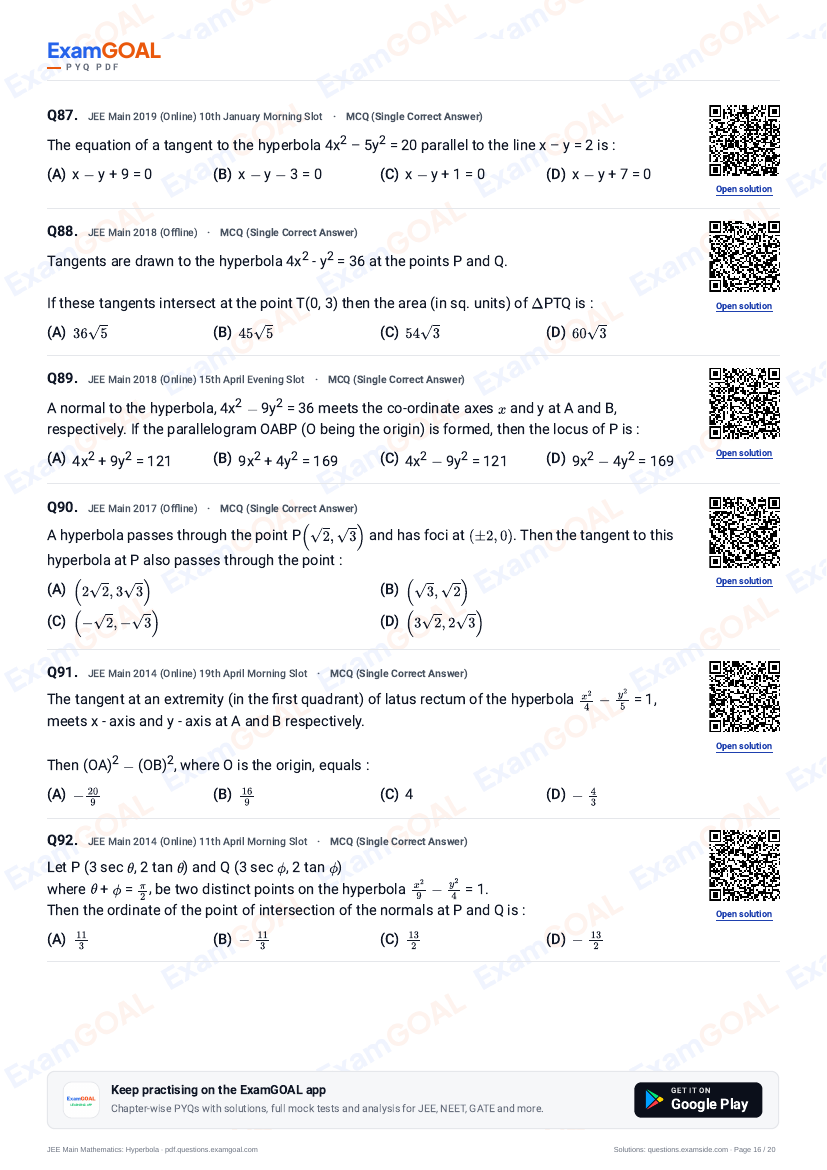 ExamGOAL
PYQ PDF
Q87. JEE Main 2019 (Online) 10th January Morning Slot · MCQ (Single Correct Answer)
The equation of a tangent to the hyperbola 4x² − 5y² = 20 parallel to the line x − y = 2 is :
(A) x − y + 9 = 0 (B) x − y − 3 = 0 (C) x − y + 1 = 0 (D) x − y + 7 = 0
Open solution
Q88. JEE Main 2018 (Offline) · MCQ (Single Correct Answer)
Tangents are drawn to the hyperbola 4x² - y² = 36 at the points P and Q.
If these tangents intersect at the point T(0, 3) then the area (in sq. units) of ΔPTQ is :
(A) 36√5 (B) 45√5 (C) 54√3 (D) 60√3
Open solution
Q89. JEE Main 2018 (Online) 15th April Evening Slot · MCQ (Single Correct Answer)
A normal to the hyperbola, 4x² − 9y² = 36 meets the co-ordinate axes x and y at A and B,
respectively. If the parallelogram OABP (O being the origin) is formed, then the locus of P is :
(A) 4x² + 9y² = 121 (B) 9x² + 4y² = 169 (C) 4x² − 9y² = 121 (D) 9x² − 4y² = 169
Open solution
Q90. JEE Main 2017 (Offline) · MCQ (Single Correct Answer)
A hyperbola passes through the point P(√2, √3) and has foci at (±2, 0). Then the tangent to this
hyperbola at P also passes through the point :
(A) (2√2, 3√3) (B) (√3, √2)
(C) (−√2, −√3) (D) (3√2, 2√3)
Open solution
Q91. JEE Main 2014 (Online) 19th April Morning Slot · MCQ (Single Correct Answer)
The tangent at an extremity (in the first quadrant) of latus rectum of the hyperbola x²/4 − y²/5 = 1,
meets x - axis and y - axis at A and B respectively.
Then (OA)² − (OB)², where O is the origin, equals :
(A) −20/9 (B) 16/9 (C) 4 (D) − 4/3
Open solution
Q92. JEE Main 2014 (Online) 11th April Morning Slot · MCQ (Single Correct Answer)
Let P (3 sec θ, 2 tan θ) and Q (3 sec ϕ, 2 tan ϕ)
where θ + ϕ = π/2, be two distinct points on the hyperbola x²/9 − y²/4 = 1.
Then the ordinate of the point of intersection of the normals at P and Q is :
(A) 11/3 (B) − 11/3 (C) 13/2 (D) − 13/2
Open solution
Keep practising on the ExamGOAL app
Chapter-wise PYQs with solutions, full mock tests and analysis for JEE, NEET, GATE and more.
GET IT ON
Google Play
JEE Main Mathematics: Hyperbola · pdf.questions.examgoal.com
Solutions: questions.examside.com · Page 16 / 20